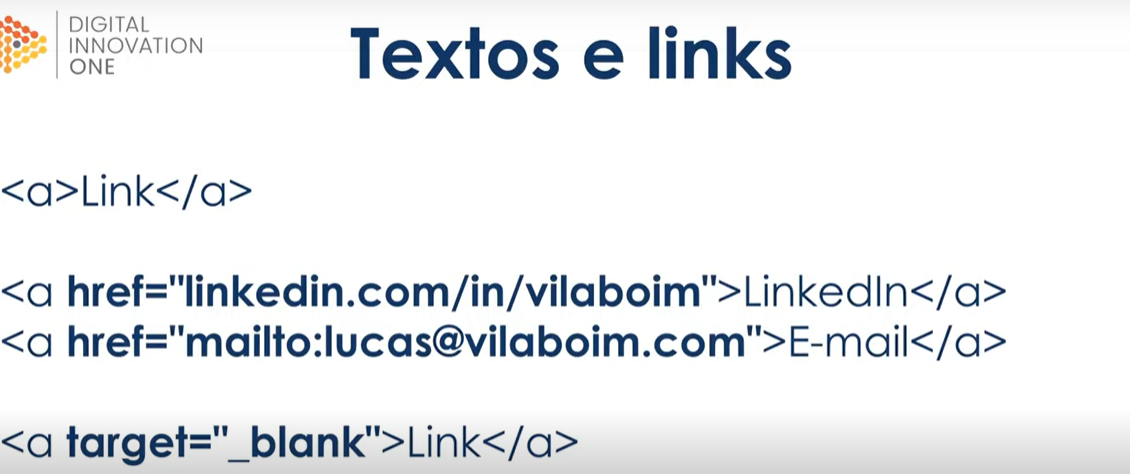 DIGITAL
INNOVATION
ONE
Textos e links
<a>Link</a>
<a href="linkedin.com/in/vilaboim">LinkedIn</a>
<a href="mailto:lucas@vilaboim.com">E-mail</a>
<a target="_blank">Link</a>